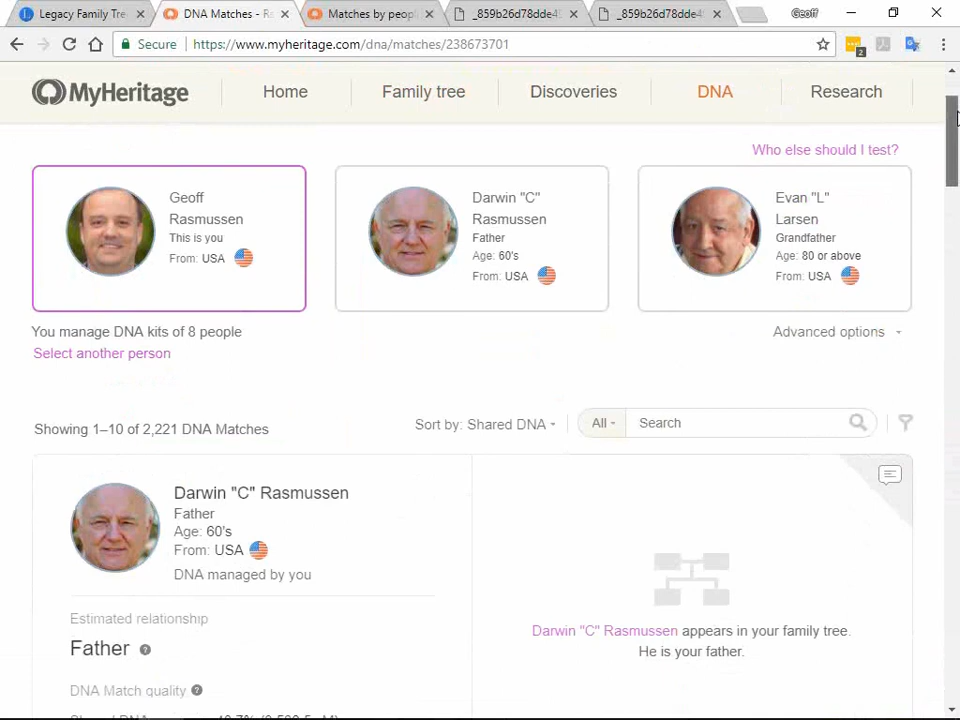 Legacy Family Tre
DNA Matches - Ra
Matches by peopl
_859b26d78dde4
_859b26d78dde4
Geoff
Secure
https://www.myheritage.com/dna/matches/238673701
2
MyHeritage
Home
Family tree
Discoveries
DNA
Research
Who else should I test?
Geoff
Rasmussen
This is you
From: USA
Darwin "C"
Rasmussen
Father
Age: 60's
From: USA
Evan "L"
Larsen
Grandfather
Age: 80 or above
From: USA
You manage DNA kits of 8 people
Select another person
Advanced options
Showing 1–10 of 2,221 DNA Matches
Sort by: Shared DNA
All
Search
Darwin "C" Rasmussen
Father
Age: 60's
From: USA
DNA managed by you
Estimated relationship
Father ?
DNA Match quality ?
Darwin "C" Rasmussen appears in your family tree.
He is your father.